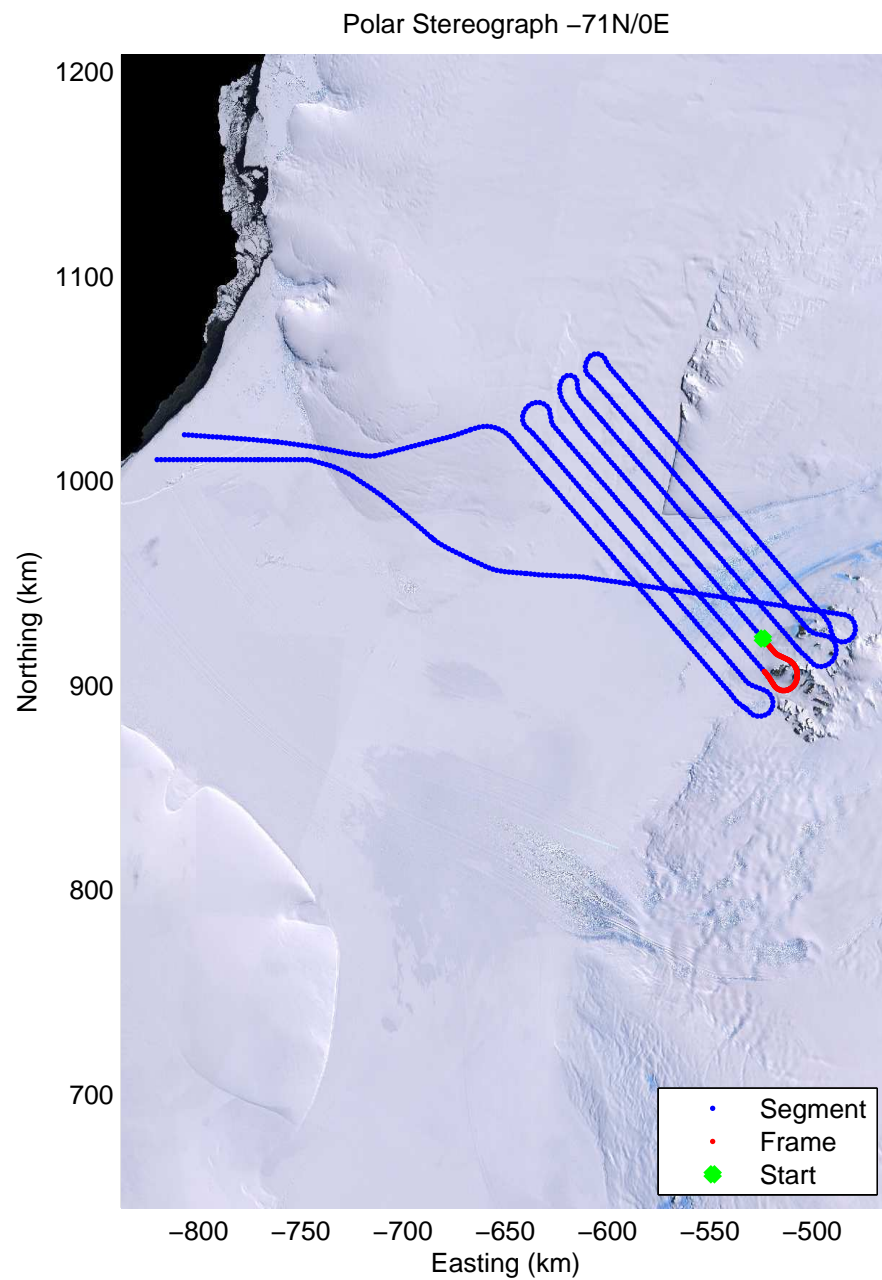 Polar Stereograph −71N/0E
1200
1100
1000
900
800
700
Northing (km)
−800 −750 −700 −650 −600 −550 −500
Easting (km)
Segment
Frame
Start